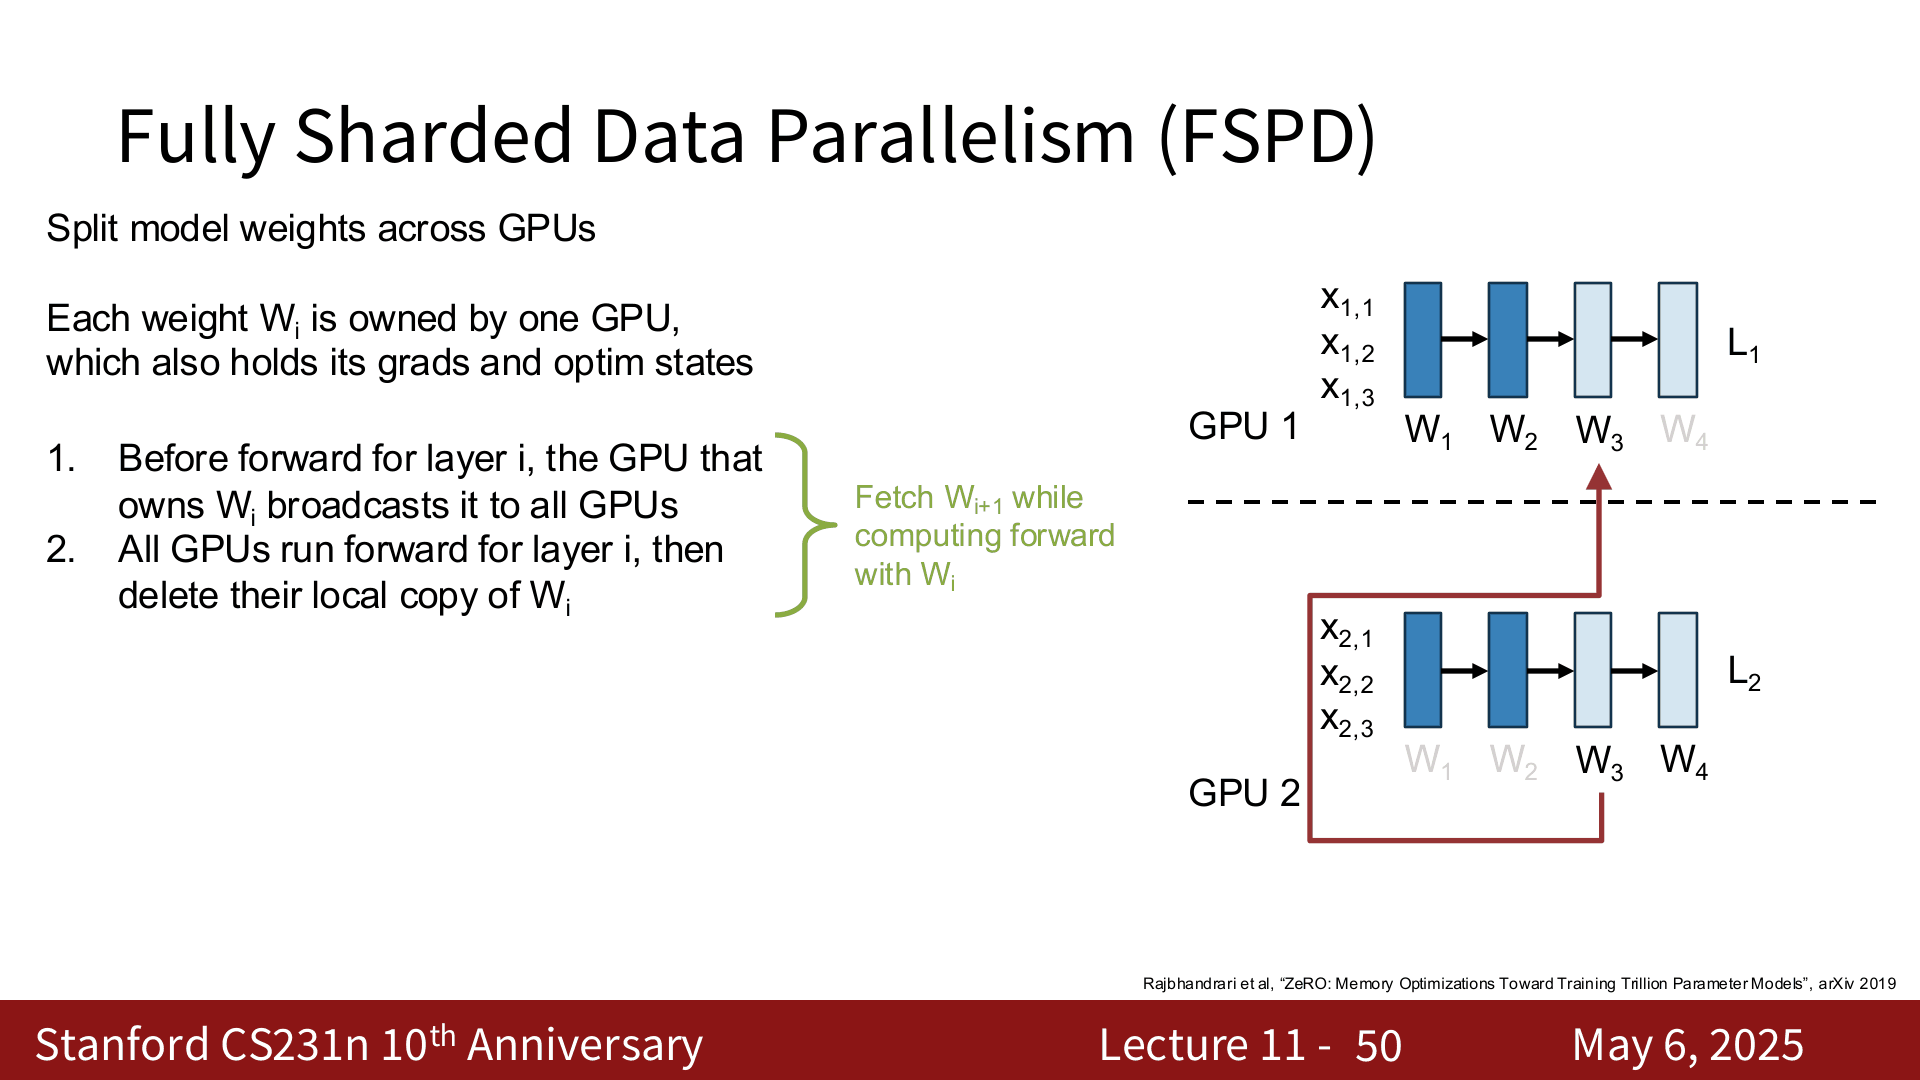 Fully Sharded Data Parallelism (FSPD)
Split model weights across GPUs
Each weight Wi is owned by one GPU,
which also holds its grads and optim states
1. Before forward for layer i, the GPU that
owns Wi broadcasts it to all GPUs
2. All GPUs run forward for layer i, then
delete their local copy of Wi
Fetch Wi+1 while
computing forward
with Wi
x1,1
x1,2
x1,3
L1
GPU 1
W1 W2 W3 W4
x2,1
x2,2
x2,3
L2
W1 W2 W3 W4
GPU 2
Rajbhandrari et al, “ZeRO: Memory Optimizations Toward Training Trillion Parameter Models”, arXiv 2019
Stanford CS231n 10th Anniversary
Lecture 11 - 50
May 6, 2025